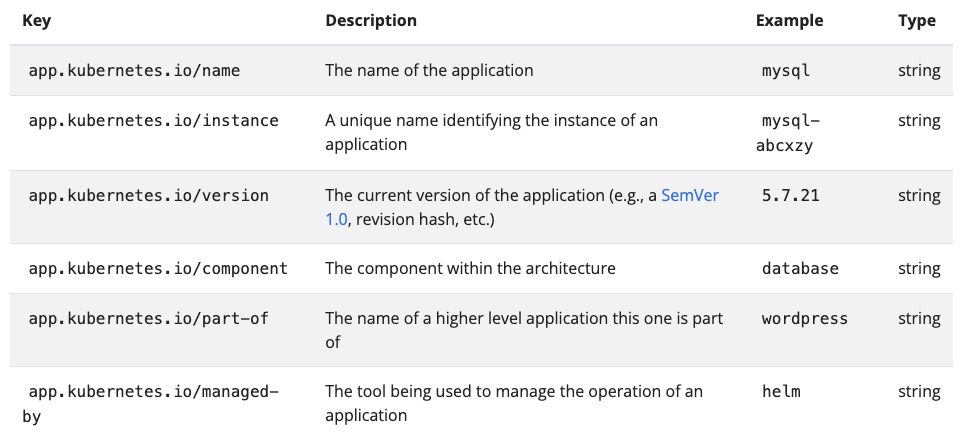 Key Description Example Type
app.kubernetes.io/name The name of the application mysql string
app.kubernetes.io/instance A unique name identifying the instance of an mysql- string
application abcxzy
app.kubernetes.io/version The current version of the application (e.g., a SemVer 5.7.21 string
1.0, revision hash, etc.)
app.kubernetes.io/component The component within the architecture database string
app.kubernetes.io/part-of The name of a higher level application this one is part wordpress string
of
app.kubernetes.io/managed- The tool being used to manage the operation of an helm string
by application